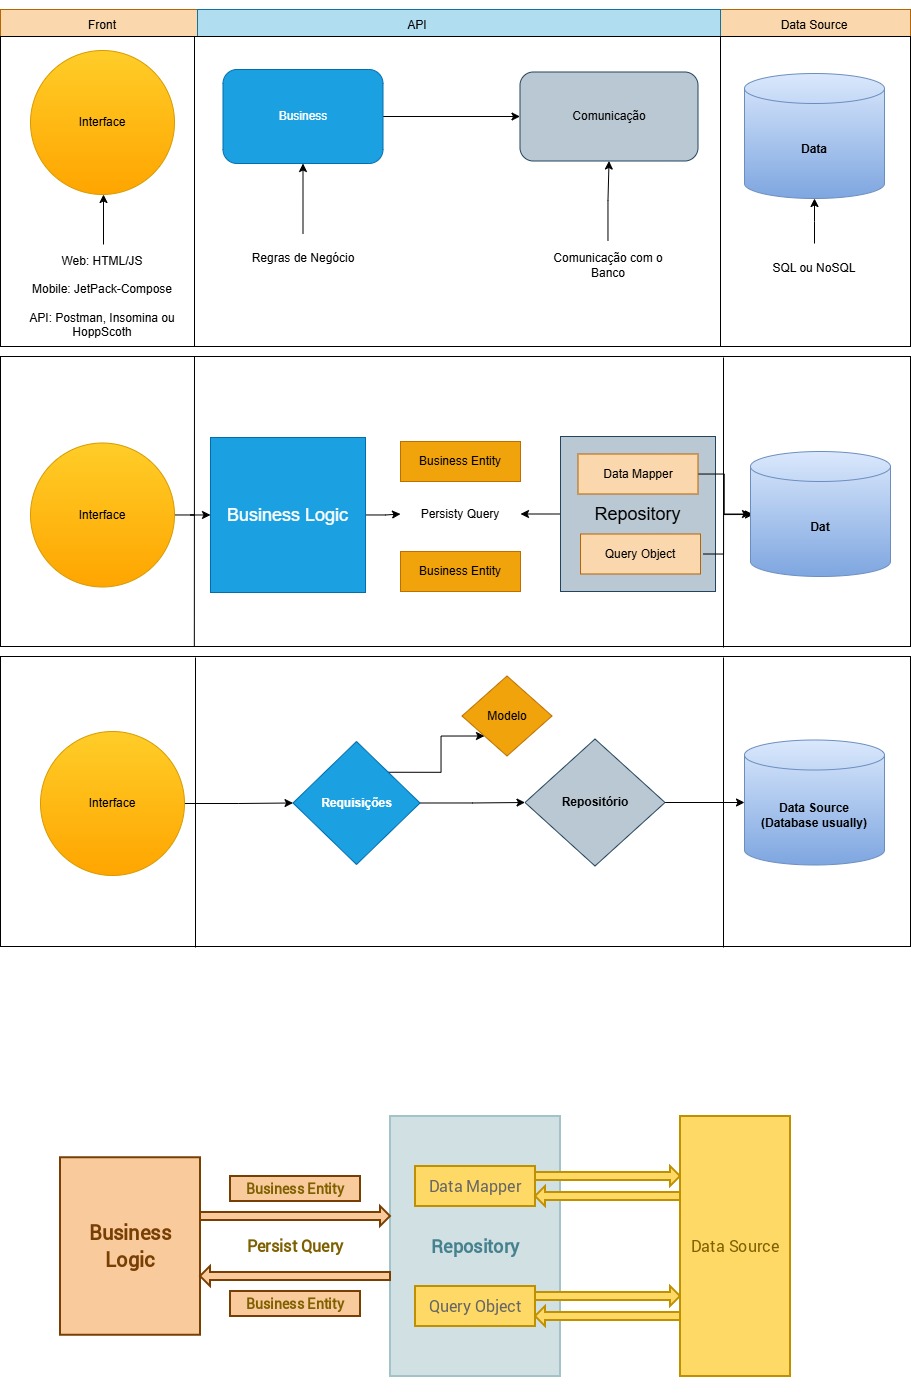 Front
API
Data Source
Interface
Business
Comunicação
Data
Web: HTML/JS
Mobile: JetPack-Compose
API: Postman, Insomina ou
HoppScoth
Regras de Negócio
Comunicação com o
Banco
SQL ou NoSQL
Interface
Business Logic
Business Entity
Persisty Query
Business Entity
Data Mapper
Repository
Query Object
Dat
Interface
Requisições
Modelo
Repositório
Data Source
(Database usually)
Business
Logic
Business Entity
Persist Query
Business Entity
Data Mapper
Repository
Query Object
Data Source